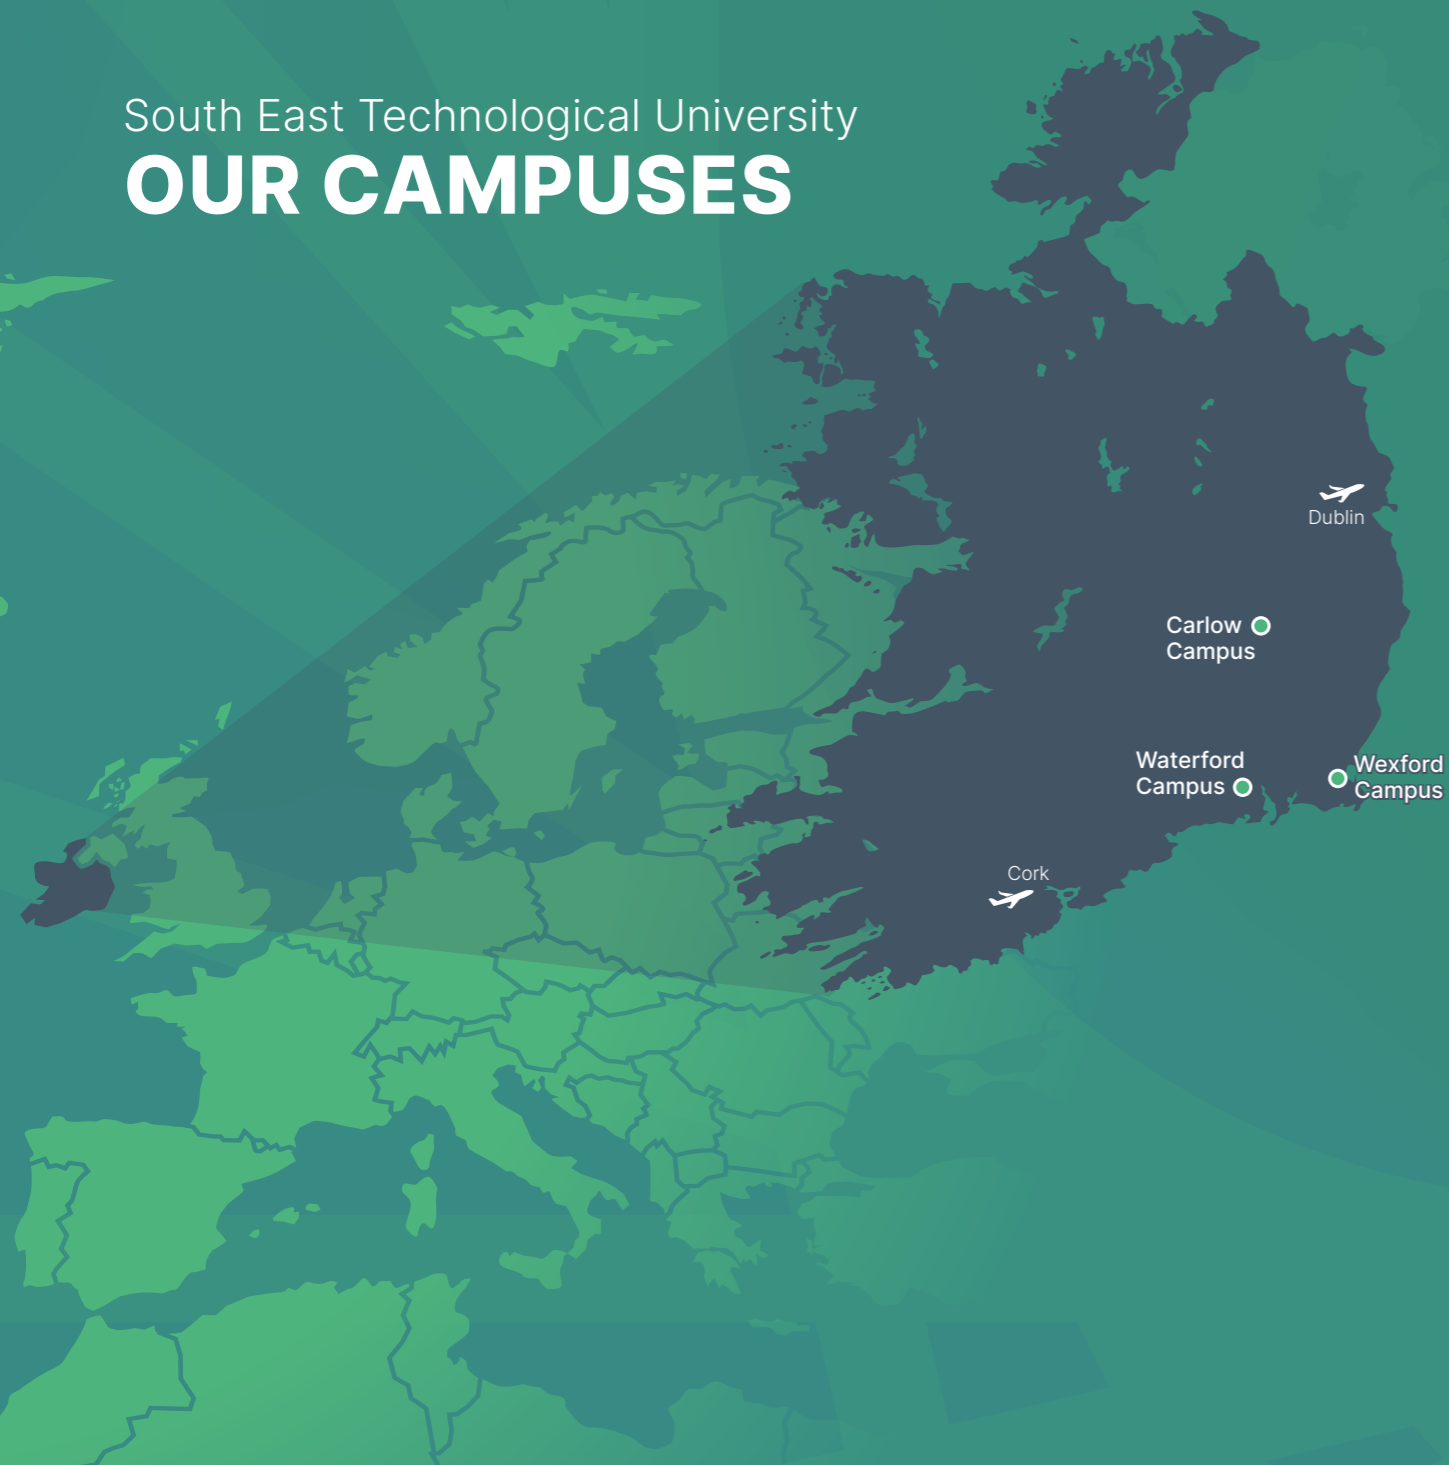 South East Technological University
OUR CAMPUSES
Dublin
Carlow
Campus
Waterford
Campus
Wexford
Campus
Cork